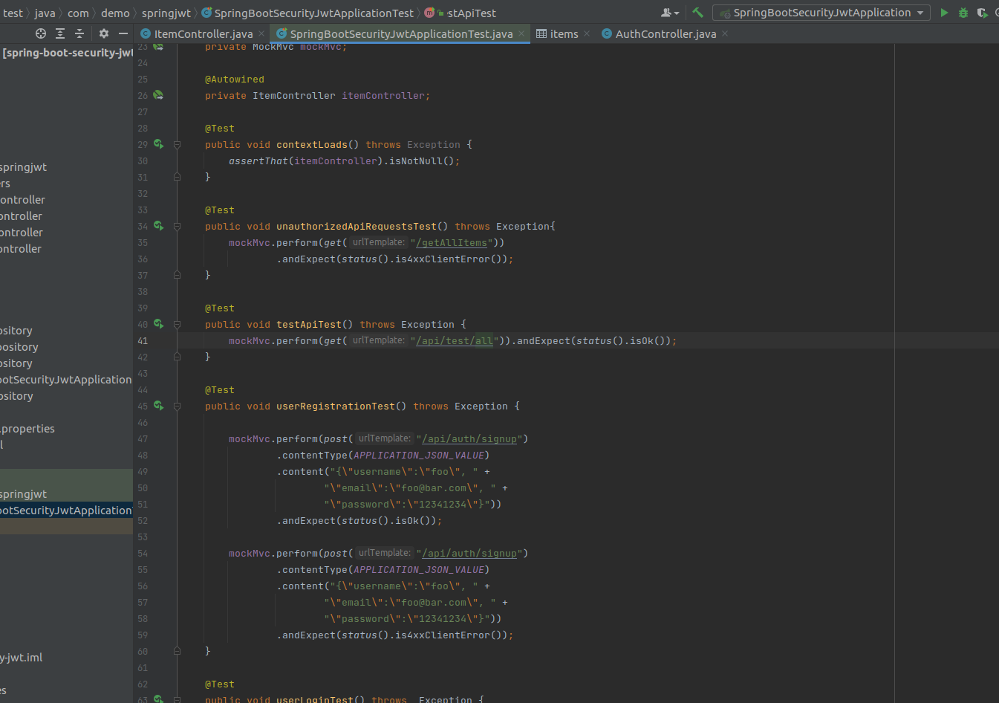 test java com demo springjwt SpringBootSecurityJwtApplicationTest m stApiTest SpringBootSecurityJwtApplication
ItemController.java SpringBootSecurityJwtApplicationTest.java items AuthController.java
[spring-boot-security-jwt
springjwt
ers
ontroller
ontroller
ontroller
ontroller
ository
pository
ository
ootSecurityJwtApplication
ository
.properties
l
springjwt
ootSecurityJwtApplication
y-jwt.iml
es
23 private MockMvc mockMvc;
24
25 @Autowired
26 private ItemController itemController;
27
28 @Test
29 public void contextLoads() throws Exception {
30 assertThat(itemController).isNotNull();
31 }
32
33 @Test
34 public void unauthorizedApiRequestsTest() throws Exception{
35 mockMvc.perform(get( urlTemplate: "/getAllItems"))
36 .andExpect(status().is4xxClientError());
37 }
38
39 @Test
40 public void testApiTest() throws Exception {
41 mockMvc.perform(get( urlTemplate: "/api/test/all")).andExpect(status().isOk());
42 }
43
44 @Test
45 public void userRegistrationTest() throws Exception {
46
47 mockMvc.perform(post( urlTemplate: "/api/auth/signup")
48 .contentType(APPLICATION_JSON_VALUE)
49 .content("{\"username\":\"foo\", " +
50 "\"email\":\"foo@bar.com\", " +
51 "\"password\":\"12341234\"}"))
52 .andExpect(status().isOk());
53
54 mockMvc.perform(post( urlTemplate: "/api/auth/signup")
55 .contentType(APPLICATION_JSON_VALUE)
56 .content("{\"username\":\"foo\", " +
57 "\"email\":\"foo@bar.com\", " +
58 "\"password\":\"12341234\"}"))
59 .andExpect(status().is4xxClientError());
60 }
61
62 @Test
63 public void userLoginTest() throws Exception {